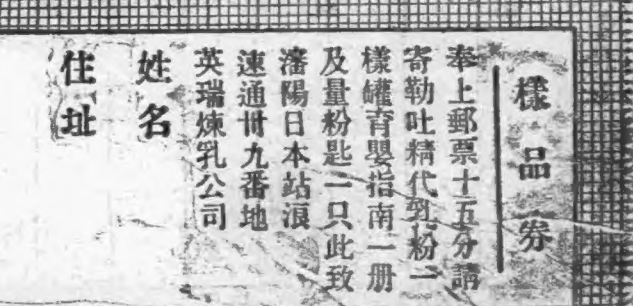 樣品券
奉上郵票十五分請
寄勒吐精代乳粉一
樣罐育嬰指南一册
及量粉匙一只此致
瀋陽日本站浪
速通卌九番地
英瑞煉乳公司
姓名
住址